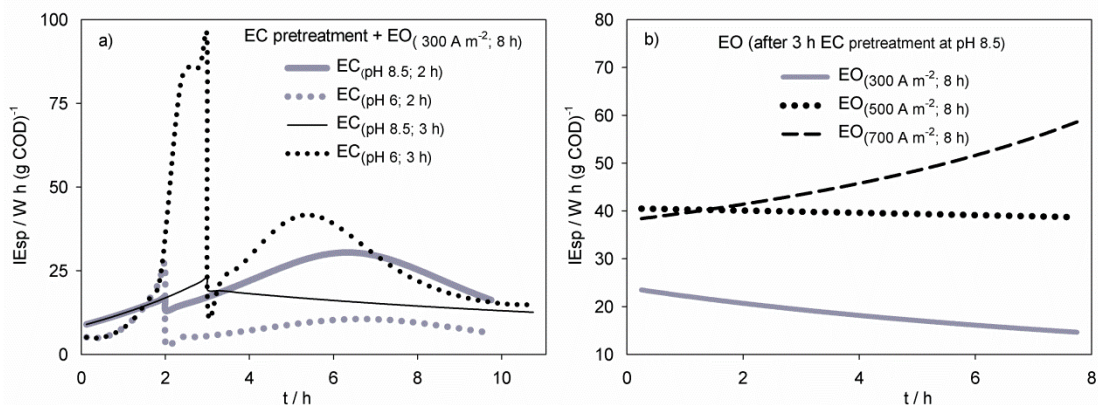 a)
EC pretreatment + EO( 300 A m-2; 8 h)
EC(pH 8.5; 2 h)
EC(pH 6; 2 h)
EC(pH 8.5; 3 h)
EC(pH 6; 3 h)
IEsp / W h (g COD)-1
100
75
50
25
0
0 2 4 6 8 10
t / h
b)
EO (after 3 h EC pretreatment at pH 8.5)
EO(300 A m-2; 8 h)
EO(500 A m-2; 8 h)
EO(700 A m-2; 8 h)
IEsp / W h (g COD)-1
80
70
60
50
40
30
20
10
0 2 4 6 8
t / h